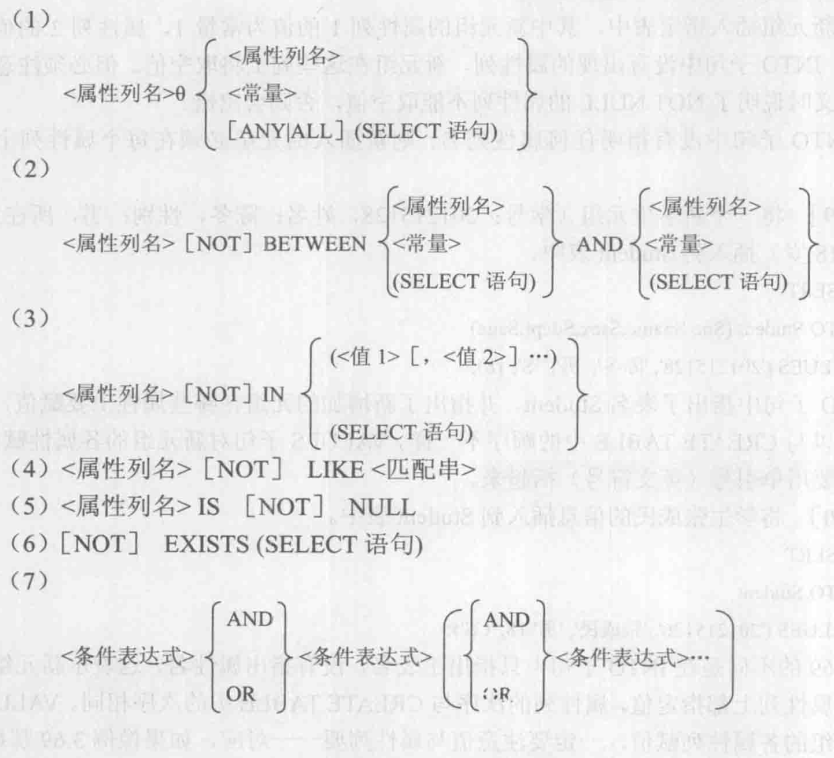 (1)
<属性列名>θ
<属性列名>
<常量>
[ANY|ALL] (SELECT 语句)
(2)
<属性列名> [NOT] BETWEEN
<属性列名>
<常量>
(SELECT 语句)
AND
<属性列名>
<常量>
(SELECT 语句)
(3)
<属性列名> [NOT] IN
(<值 1> [, <值 2>] …)
(SELECT 语句)
(4) <属性列名> [NOT] LIKE <匹配串>
(5) <属性列名> IS [NOT] NULL
(6) [NOT] EXISTS (SELECT 语句)
(7)
<条件表达式>
AND
OR
<条件表达式>
AND
OR
<条件表达式>…